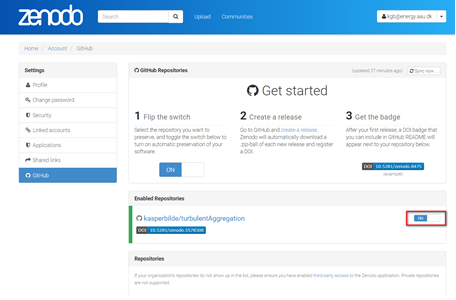 zenodo
Search
Upload
Communities
kgb@energy.aau.dk
Home / Account / GitHub
Settings
Profile
Change password
Security
Linked accounts
Applications
Shared links
GitHub
GitHub Repositories
(updated 27 minutes ago)
Sync now...
Get started
1 Flip the switch
Select the repository you want to
preserve, and toggle the switch below to
turn on automatic preservation of your
software.
ON
2 Create a release
Go to GitHub and create a release.
Zenodo will automatically download a
.zip-ball of each new release and register
a DOI.
3 Get the badge
After your first release, a DOI badge that
you can include in GitHub README will
appear next to your repository below.
DOI 10.5281/zenodo.8475
(example)
Enabled Repositories
kasperbilde/turbulentAggregation
ON
DOI 10.5281/zenodo.5578308
Repositories
If your organization's repositories do not show up in the list, please ensure you have enabled third-party access to the Zenodo application. Private repositories
are not supported.